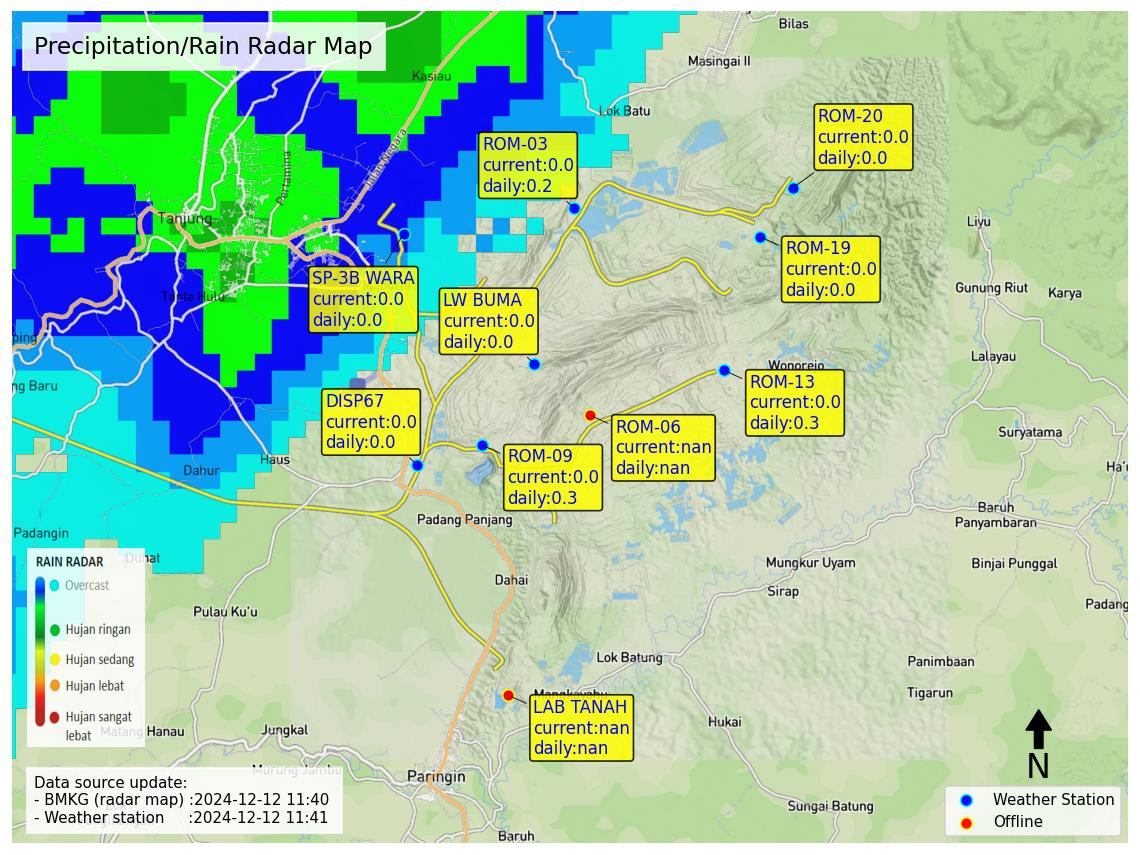 Precipitation/Rain Radar Map
Bilas
Masingai II
Kasiau
Lok Batu
ROM-20
current:0.0
daily:0.0
ROM-03
current:0.0
daily:0.2
Jalan Negara
Pertamina
Tanjung
Liyu
ROM-19
current:0.0
daily:0.0
SP-3B WARA
current:0.0
daily:0.0
LW BUMA
current:0.0
daily:0.0
Tanta Hulu
Gunung Riut
Karya
ping
Lalayau
Wonorejo
ng Baru
ROM-13
current:0.0
daily:0.3
DISP67
current:0.0
daily:0.0
ROM-06
current:nan
daily:nan
Suryatama
ROM-09
current:0.0
daily:0.3
Haus
Dahur
Ha'u
Baruh
Panyambaran
Padang Panjang
Padangin
Duhat
Mungkur Uyam
Binjai Punggal
Dahai
Sirap
Padang
Pulau Ku'u
RAIN RADAR
Overcast
Hujan ringan
Hujan sedang
Hujan lebat
Hujan sangat
lebat
Lok Batung
Panimbaan
Tigarun
Mangkayahu
LAB TANAH
current:nan
daily:nan
Hukai
Matang Hanau
Jungkal
Murung Jambu
Paringin
N
Data source update:
- BMKG (radar map) :2024-12-12 11:40
- Weather station :2024-12-12 11:41
Sungai Batung
Baruh
Weather Station
Offline